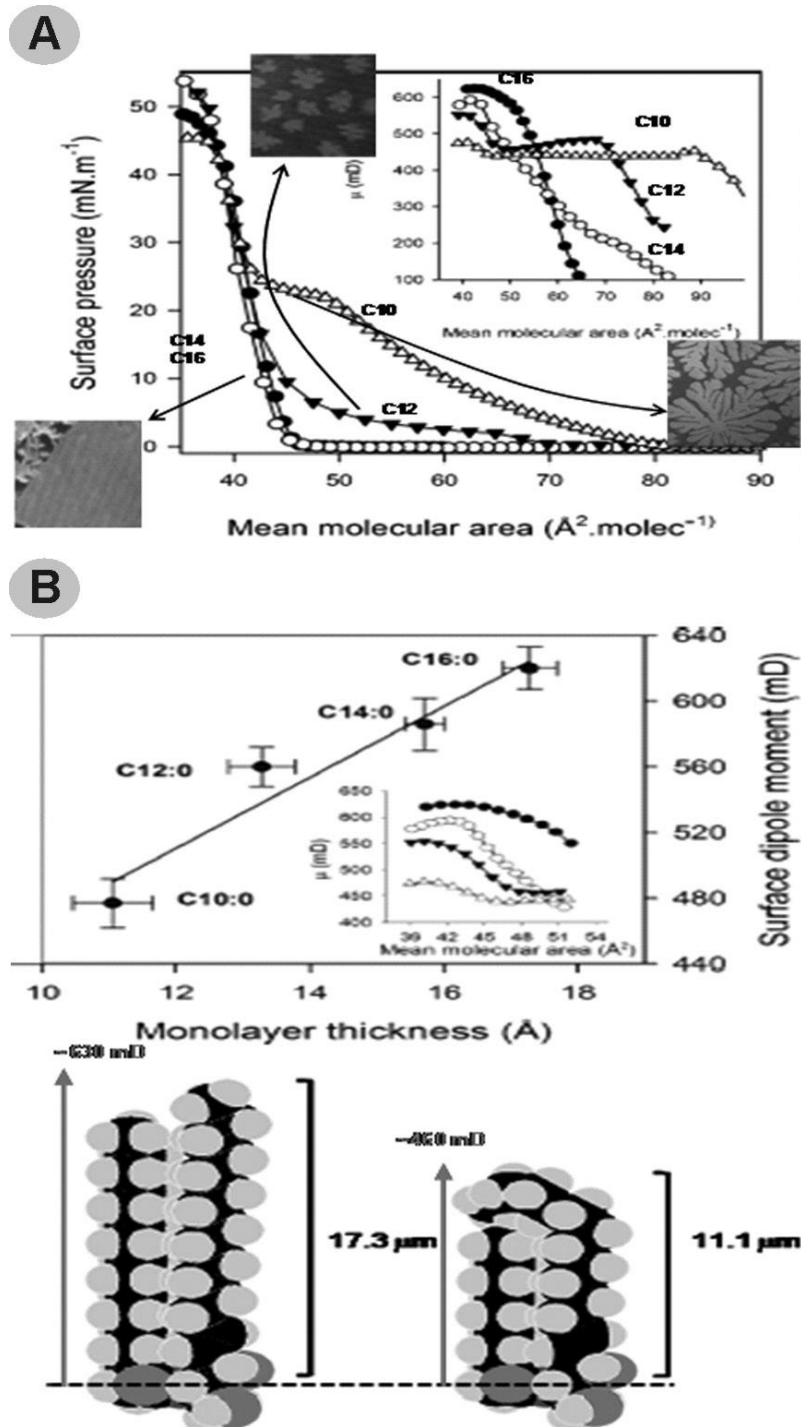 A
Surface pressure (mN.m⁻¹)
50
40
30
20
10
0
C14
C16
C10
C12
40 50 60 70 80 90
Mean molecular area (Å².molec⁻¹)
μ (mD)
600
500
400
300
200
100
C16
C10
C12
C14
40 50 60 70 80 90
Mean molecular area (Å².molec⁻¹)
B
C16:0
C14:0
C12:0
C10:0
640
600
560
520
480
440
Surface dipole moment (mD)
10 12 14 16 18
Monolayer thickness (Å)
μ (mD)
650
600
550
500
450
400
39 42 45 48 51 54
Mean molecular area (Å²)
~630 mD
17.3 μm
~460 mD
11.1 μm